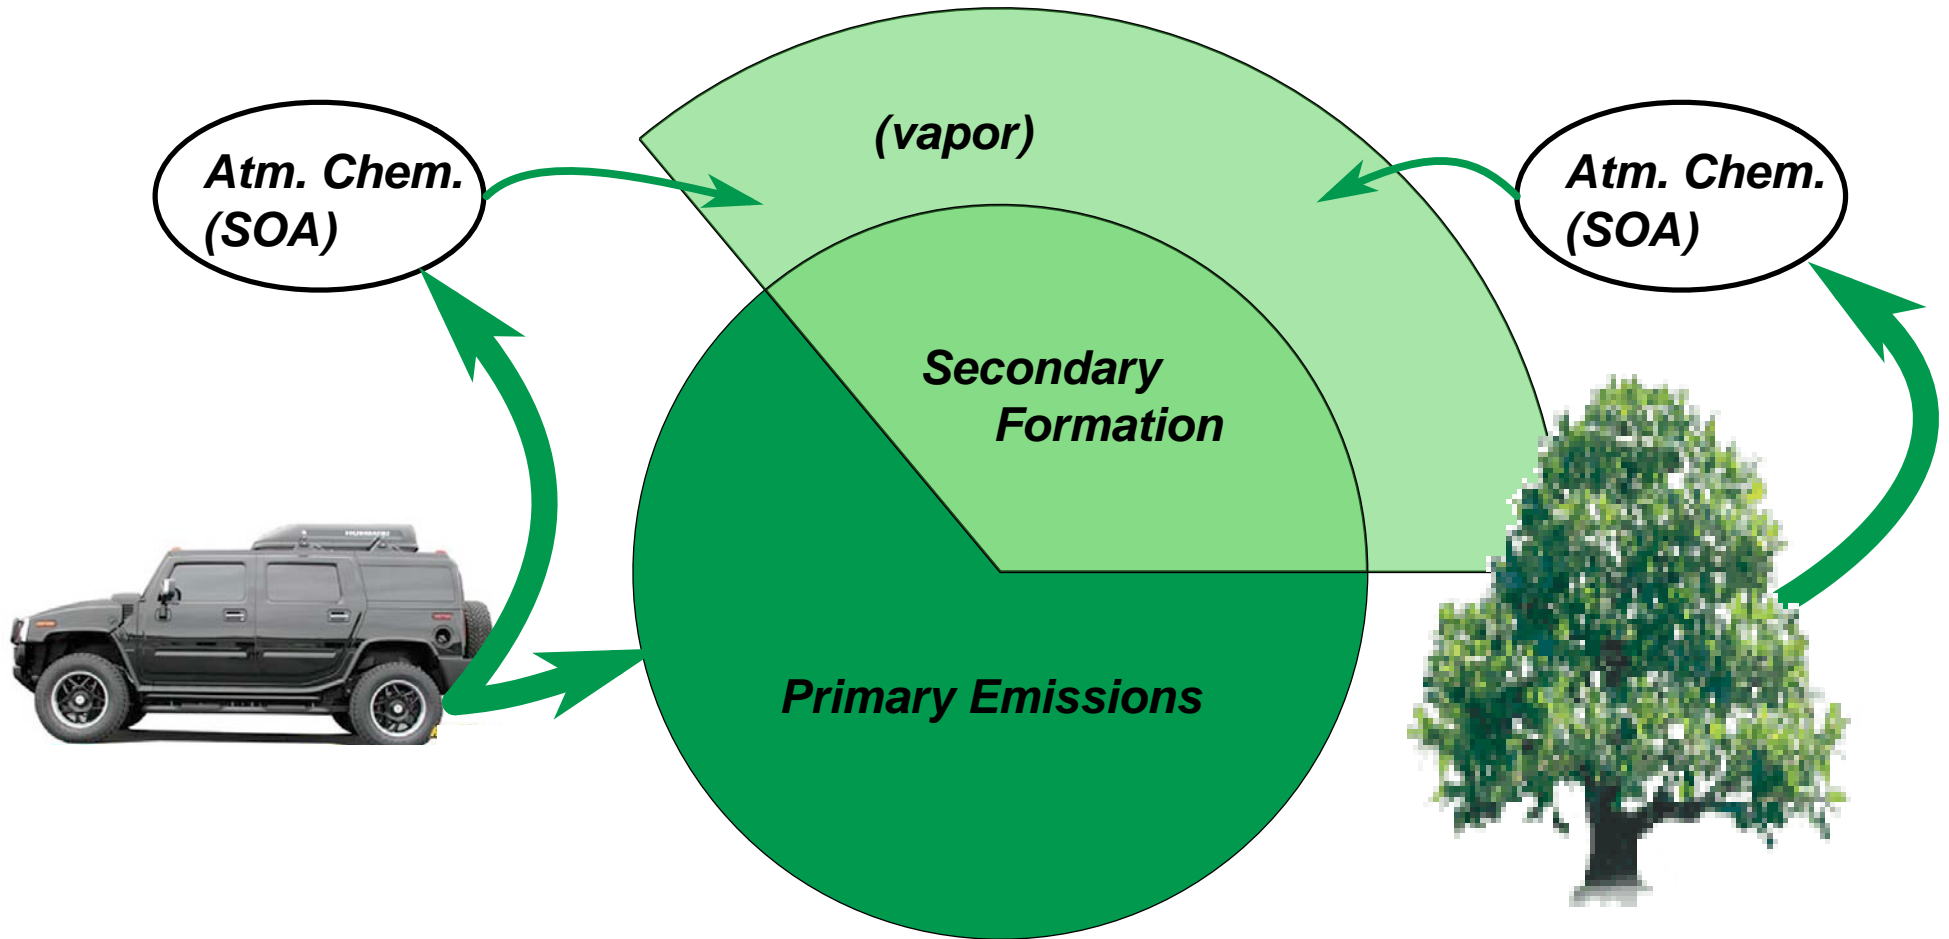 (vapor)
Atm. Chem.
(SOA)
Atm. Chem.
(SOA)
Secondary
Formation
Primary Emissions